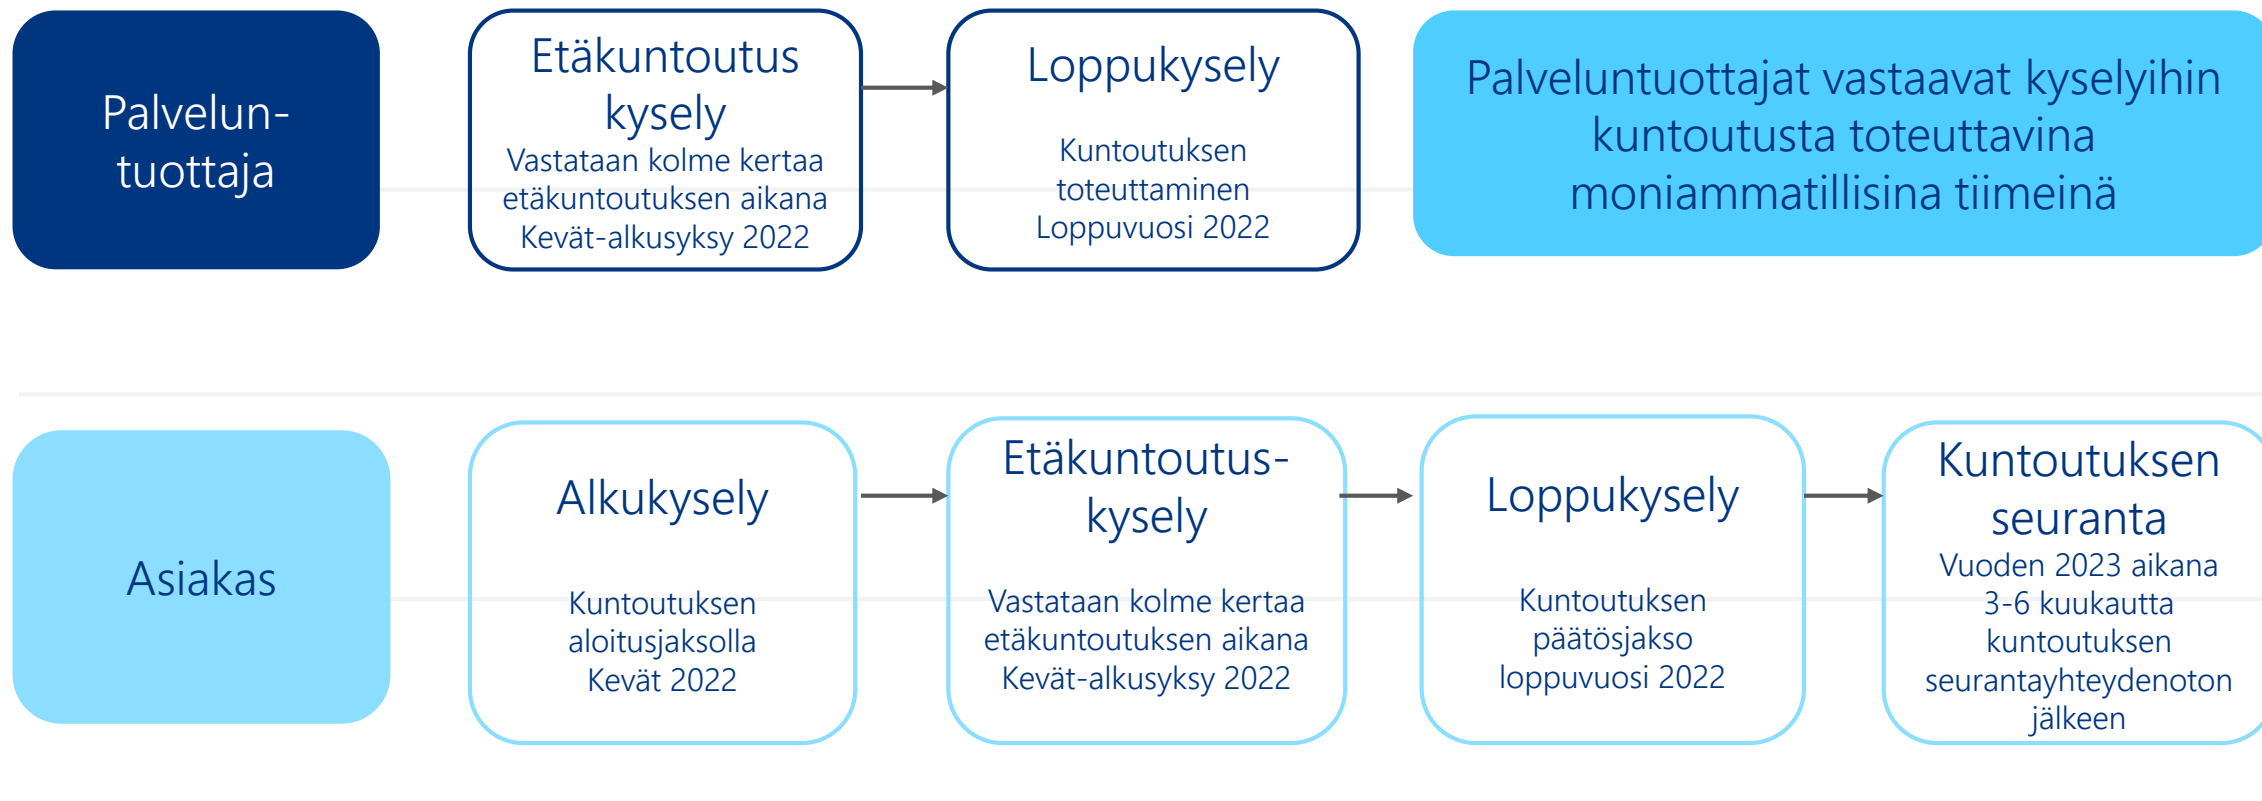 Palvelun-
tuottaja
Etäkuntoutus
kysely
Vastataan kolme kertaa
etäkuntoutuksen aikana
Kevät-alkusyksy 2022
Loppukysely
Kuntoutuksen
toteuttaminen
Loppuvuosi 2022
Palveluntuottajat vastaavat kyselyihin
kuntoutusta toteuttavina
moniammatillisina tiimeinä
Asiakas
Alkukysely
Kuntoutuksen
aloitusjaksolla
Kevät 2022
Etäkuntoutus-
kysely
Vastataan kolme kertaa
etäkuntoutuksen aikana
Kevät-alkusyksy 2022
Loppukysely
Kuntoutuksen
päätösjakso
loppuvuosi 2022
Kuntoutuksen
seuranta
Vuoden 2023 aikana
3-6 kuukautta
kuntoutuksen
seurantayhteydenoton
jälkeen